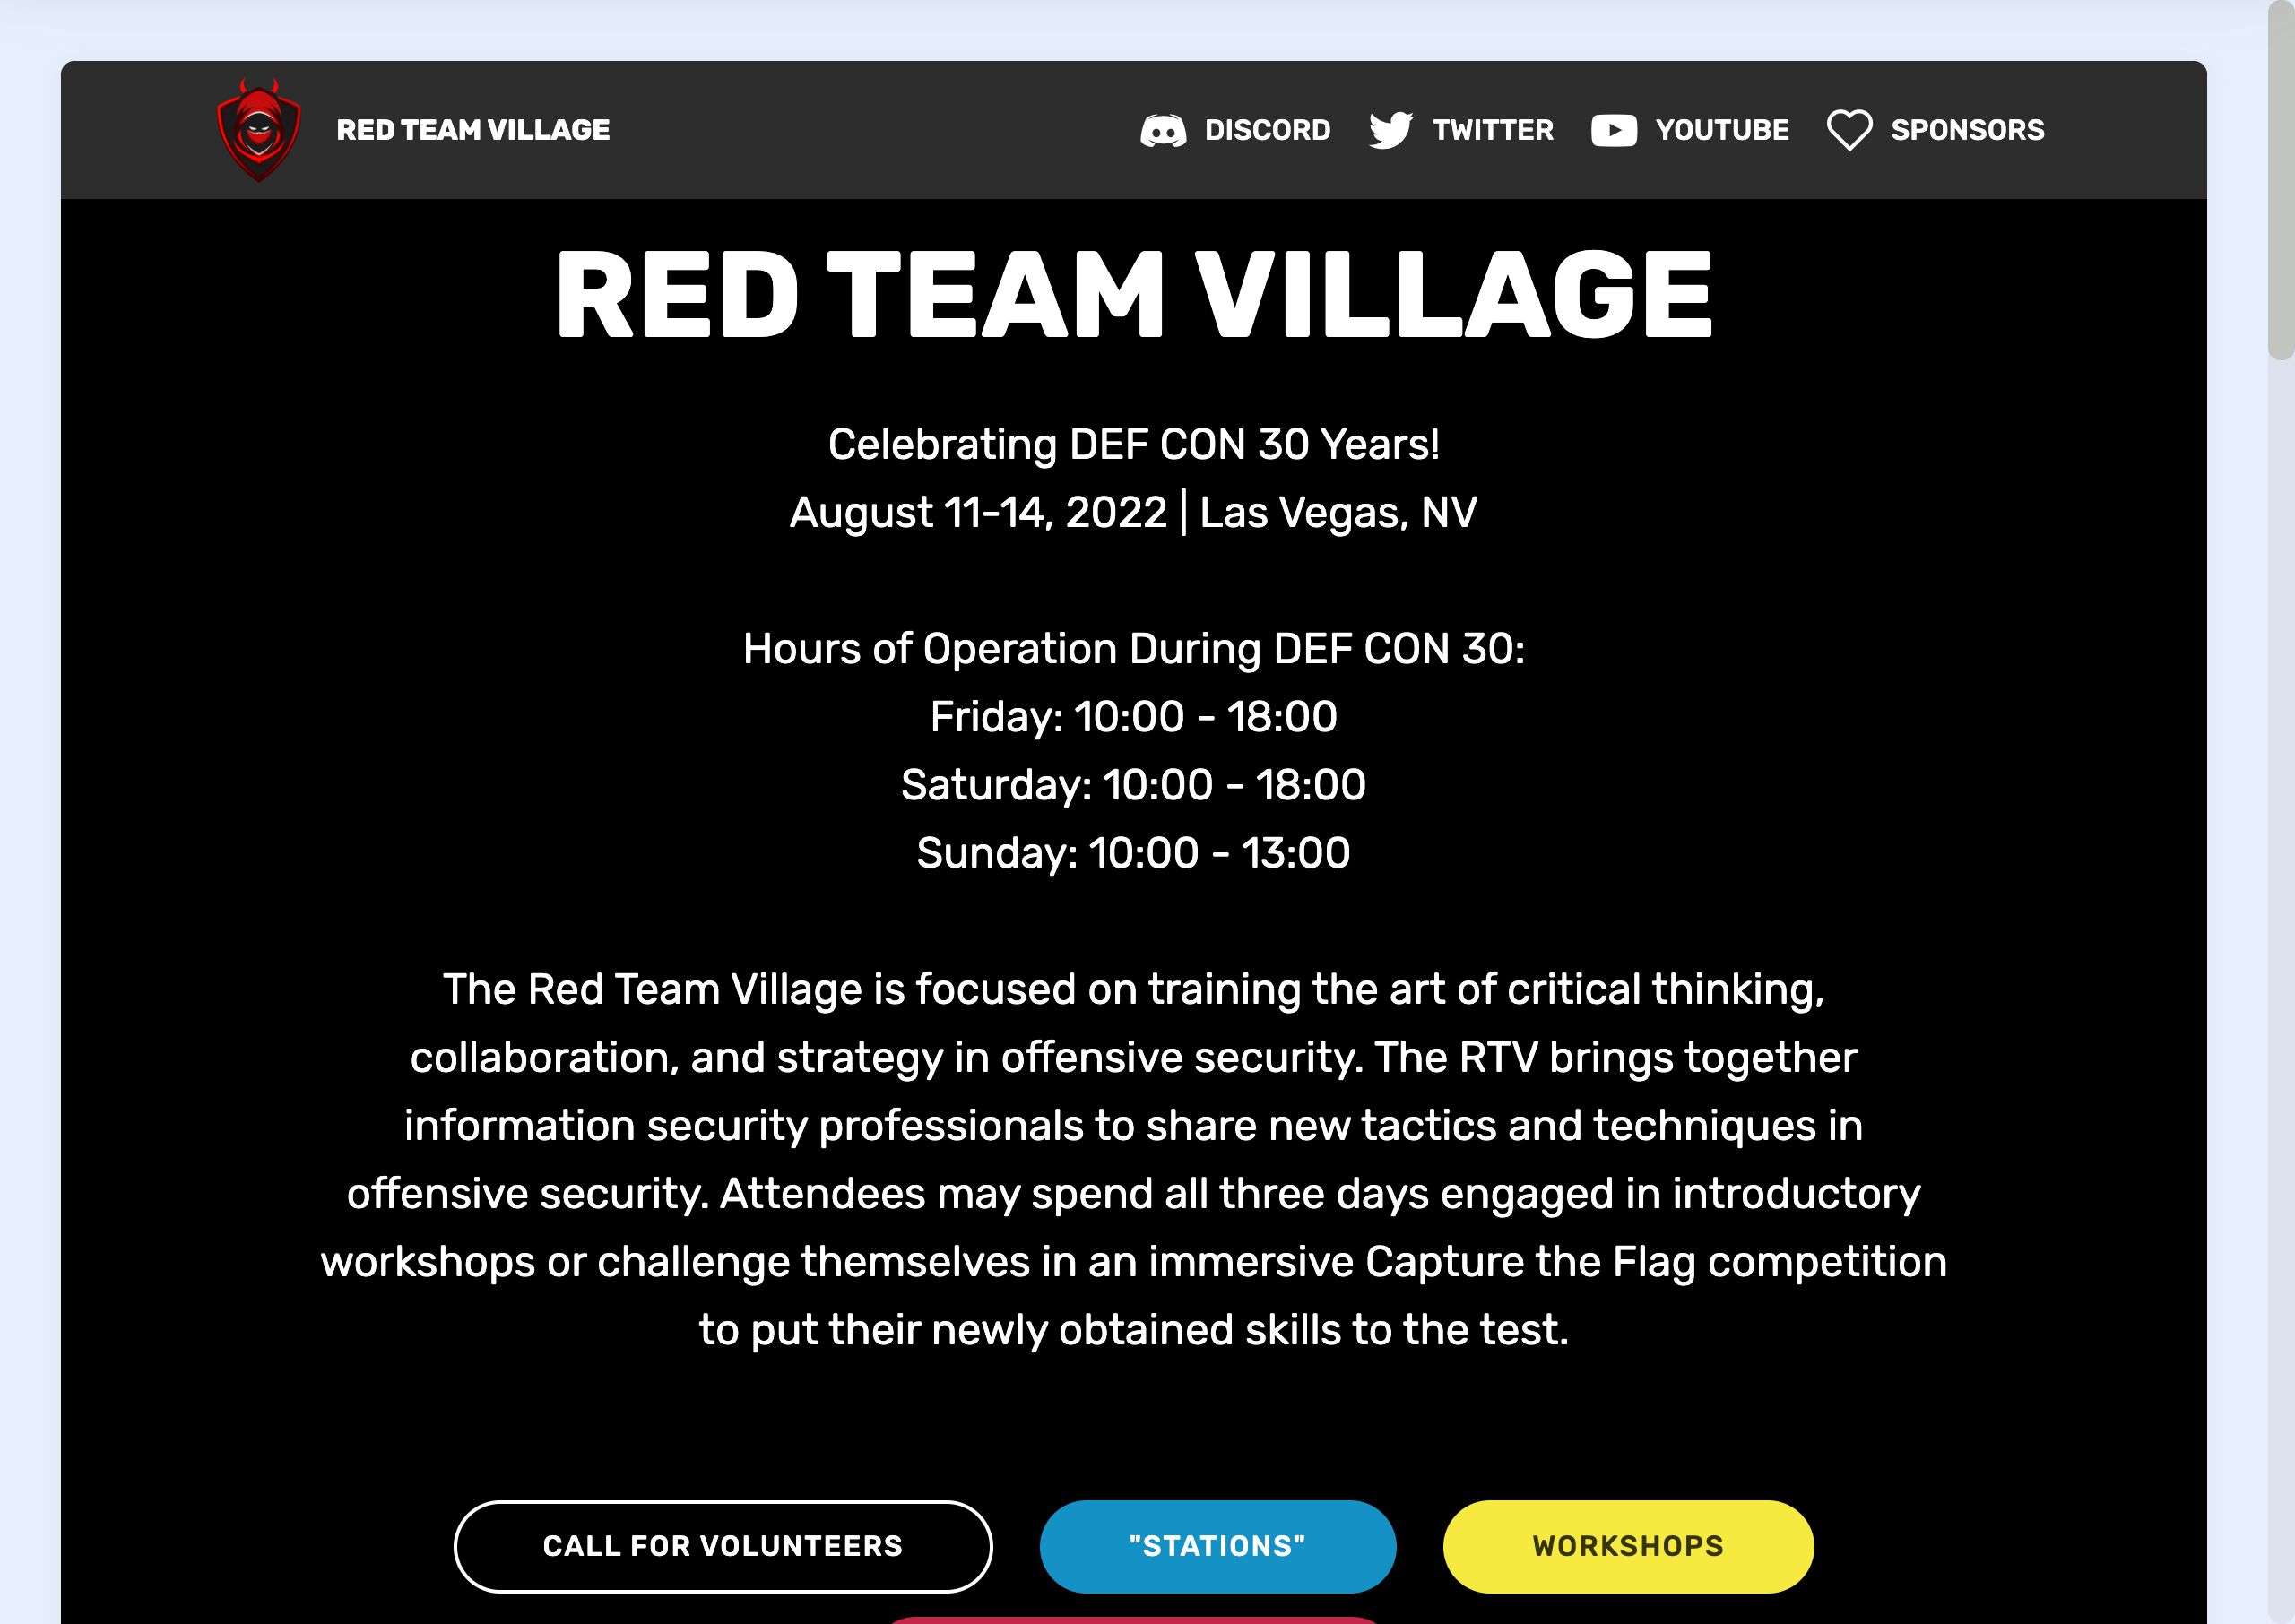 RED TEAM VILLAGE
DISCORD
TWITTER
YOUTUBE
SPONSORS
RED TEAM VILLAGE
Celebrating DEF CON 30 Years!
August 11-14, 2022 | Las Vegas, NV
Hours of Operation During DEF CON 30:
Friday: 10:00 - 18:00
Saturday: 10:00 - 18:00
Sunday: 10:00 - 13:00
The Red Team Village is focused on training the art of critical thinking,
collaboration, and strategy in offensive security. The RTV brings together
information security professionals to share new tactics and techniques in
offensive security. Attendees may spend all three days engaged in introductory
workshops or challenge themselves in an immersive Capture the Flag competition
to put their newly obtained skills to the test.
CALL FOR VOLUNTEERS
"STATIONS"
WORKSHOPS